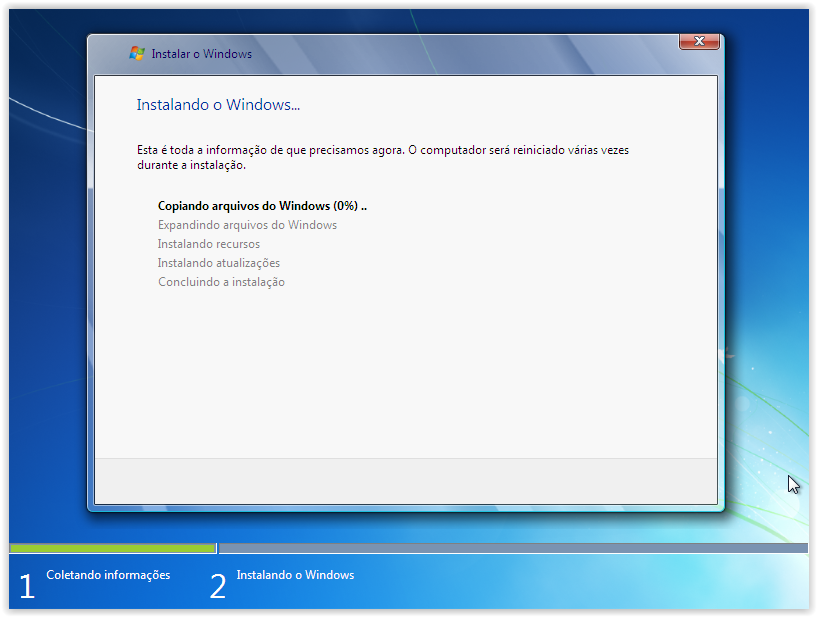 Instalar o Windows
Instalando o Windows...
Esta é toda a informação de que precisamos agora. O computador será reiniciado várias vezes
durante a instalação.
Copiando arquivos do Windows (0%) ..
Expandindo arquivos do Windows
Instalando recursos
Instalando atualizações
Concluindo a instalação
1 Coletando informações 2 Instalando o Windows